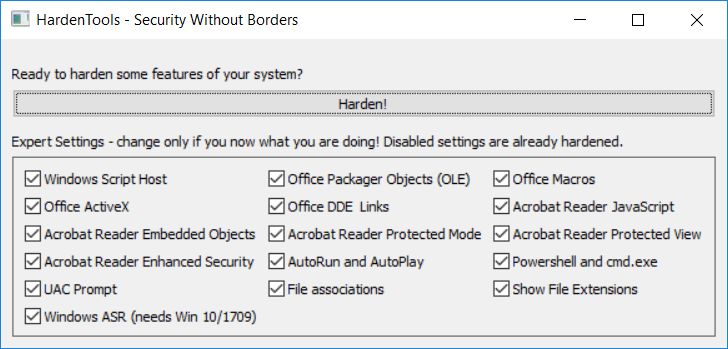 HardenTools - Security Without Borders
Ready to harden some features of your system?
Harden!
Expert Settings - change only if you now what you are doing! Disabled settings are already hardened.
Windows Script Host Office Packager Objects (OLE) Office Macros
Office ActiveX Office DDE Links Acrobat Reader JavaScript
Acrobat Reader Embedded Objects Acrobat Reader Protected Mode Acrobat Reader Protected View
Acrobat Reader Enhanced Security AutoRun and AutoPlay Powershell and cmd.exe
UAC Prompt File associations Show File Extensions
Windows ASR (needs Win 10/1709)